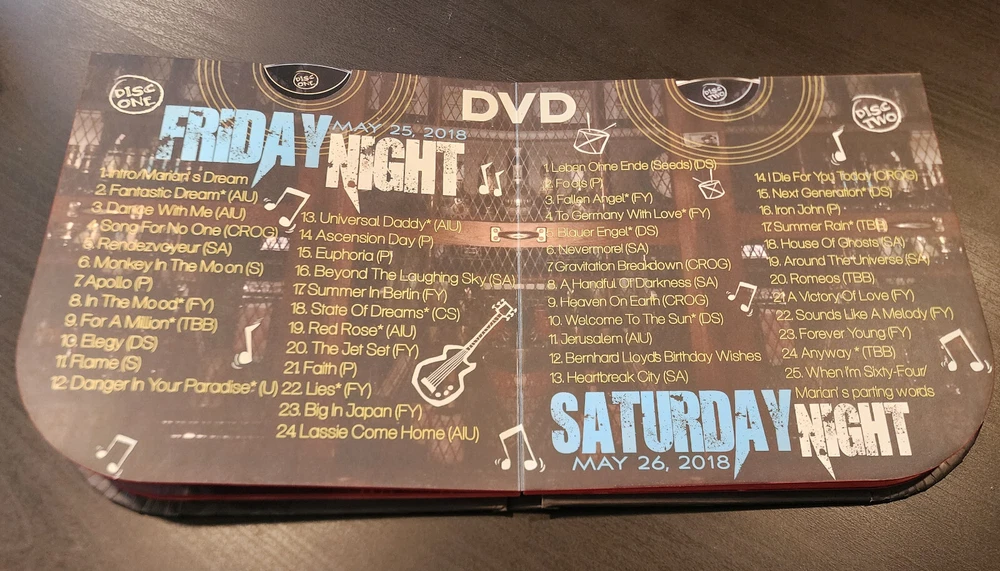 DISC
ONE
DISC
ONE
FRIDAY
MAY 25, 2018
NIGHT
1. Intro/Marian's Dream
2. Fantastic Dream* (AIU)
3. Dance With Me (AIU)
4. Song For No One (CROG)
5. Rendezvoyeur (SA)
6. Monkey In The Moon (S)
7. Apollo (P)
8. In The Mood* (FY)
9. For A Million* (TBB)
10. Elegy (DS)
11. Flame (S)
12. Danger In Your Paradise* (U)
13. Universal Daddy* (AIU)
14. Ascension Day (P)
15. Euphoria (P)
16. Beyond The Laughing Sky (SA)
17. Summer In Berlin (FY)
18. State Of Dreams* (CS)
19. Red Rose* (AIU)
20. The Jet Set (FY)
21. Faith (P)
22. Lies* (FY)
23. Big In Japan (FY)
24. Lassie Come Home (AIU)
DVD
DISC
TWO
DISC
TWO
1. Leben Ohne Ende (Seeds) (DS)
2. Fools (P)
3. Fallen Angel* (FY)
4. To Germany With Love* (FY)
5. Blauer Engel* (DS)
6. Nevermore! (SA)
7. Gravitation Breakdown (CROG)
8. A Handful Of Darkness (SA)
9. Heaven On Earth (CROG)
10. Welcome To The Sun* (DS)
11. Jerusalem (AIU)
12. Bernhard Lloyd's Birthday Wishes
13. Heartbreak City (SA)
14. I Die For You Today (CROG)
15. Next Generation* (DS)
16. Iron John (P)
17. Summer Rain* (TBB)
18. House Of Ghosts (SA)
19. Around The Universe (SA)
20. Romeos (TBB)
21. A Victory Of Love (FY)
22. Sounds Like A Melody (FY)
23. Forever Young (FY)
24. Anyway * (TBB)
25. When I'm Sixty-Four/
Marian's parting words
SATURDAY
NIGHT
MAY 26, 2018